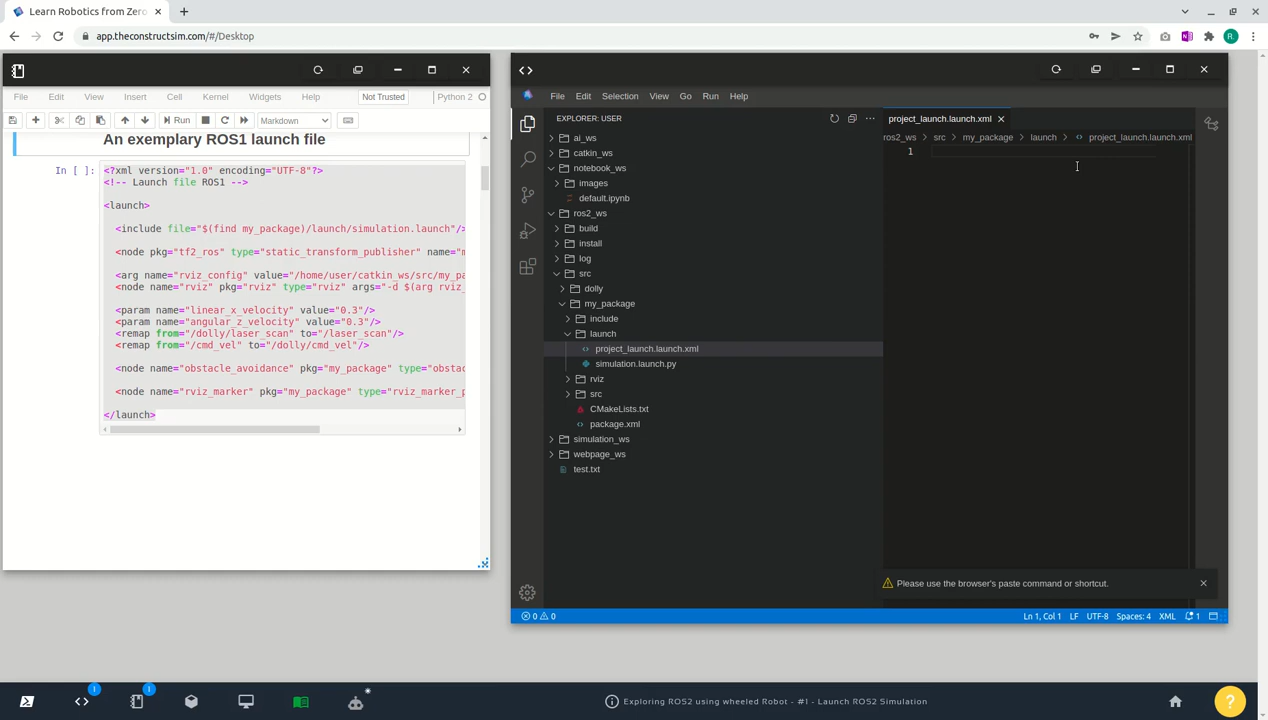 Learn Robotics from Zero
app.theconstructsim.com/#/Desktop
R.
File Edit View Insert Cell Kernel Widgets Help Not Trusted Python 2
Run Markdown
An exemplary ROS1 launch file
In [ ]:
<?xml version="1.0" encoding="UTF-8"?>
<!-- Launch file ROS1 -->
<launch>
<include file="$(find my_package)/launch/simulation.launch"/>
<node pkg="tf2_ros" type="static_transform_publisher" name="m
<arg name="rviz_config" value="/home/user/catkin_ws/src/my_pa
<node name="rviz" pkg="rviz" type="rviz" args="-d $(arg rviz_
<param name="linear_x_velocity" value="0.3"/>
<param name="angular_z_velocity" value="0.3"/>
<remap from="/dolly/laser_scan" to="/laser_scan"/>
<remap from="/cmd_vel" to="/dolly/cmd_vel"/>
<node name="obstacle_avoidance" pkg="my_package" type="obstac
<node name="rviz_marker" pkg="my_package" type="rviz_marker_p
</launch>
File Edit Selection View Go Run Help
EXPLORER: USER
ai_ws
catkin_ws
notebook_ws
images
default.ipynb
ros2_ws
build
install
log
src
dolly
my_package
include
launch
project_launch.launch.xml
simulation.launch.py
rviz
src
CMakeLists.txt
package.xml
simulation_ws
webpage_ws
test.txt
project_launch.launch.xml
ros2_ws > src > my_package > launch > project_launch.launch.xml
1
Please use the browser's paste command or shortcut.
0 0 Ln 1, Col 1 LF UTF-8 Spaces: 4 XML 1
1 1
Exploring ROS2 using wheeled Robot - #1 - Launch ROS2 Simulation
?